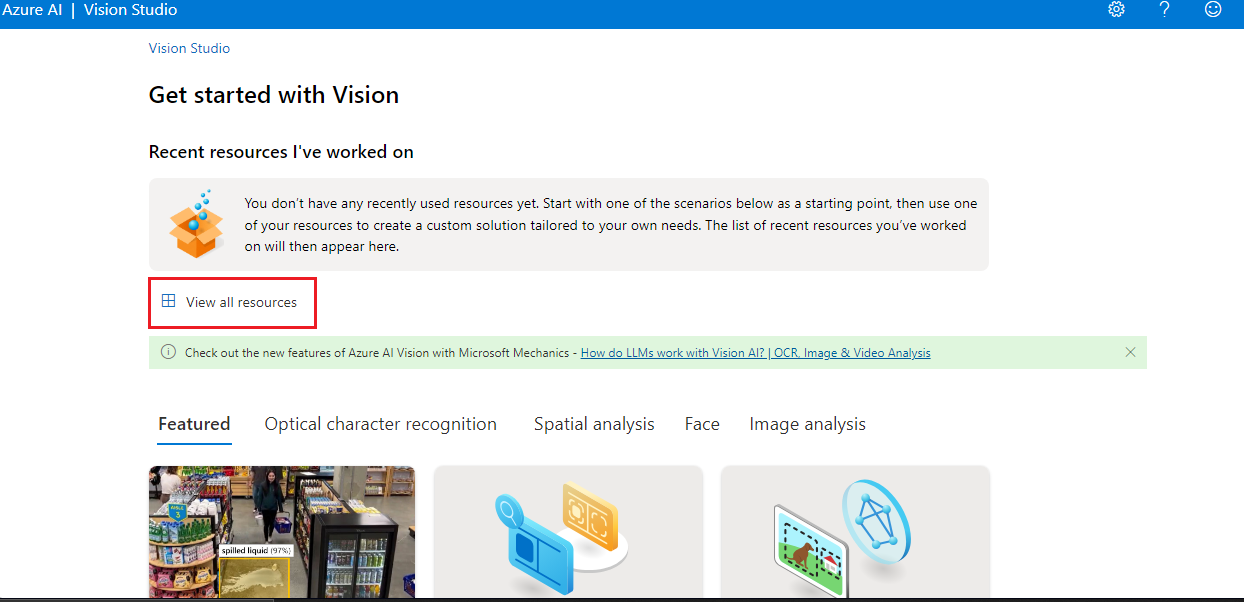 Azure AI | Vision Studio
Vision Studio
Get started with Vision
Recent resources I've worked on
You don't have any recently used resources yet. Start with one of the scenarios below as a starting point, then use one
of your resources to create a custom solution tailored to your own needs. The list of recent resources you've worked
on will then appear here.
View all resources
Check out the new features of Azure AI Vision with Microsoft Mechanics - How do LLMs work with Vision AI? | OCR, Image & Video Analysis
Featured Optical character recognition Spatial analysis Face Image analysis
AISLE
3
spilled liquid (97%)